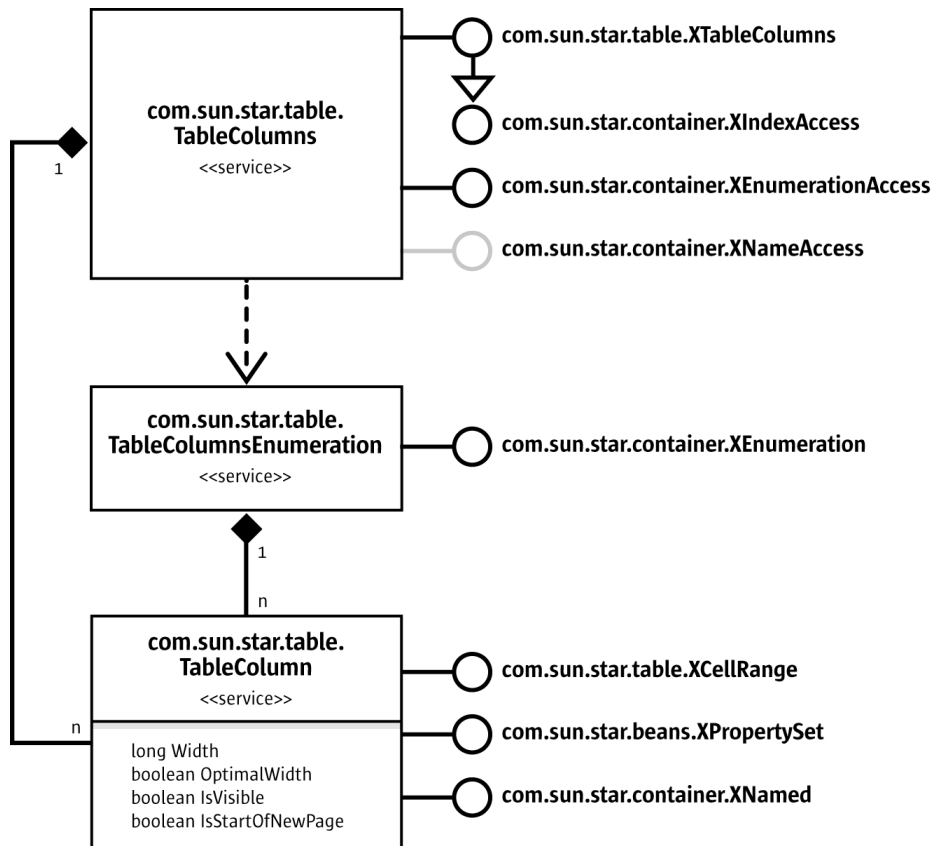 com.sun.star.table.
TableColumns
<<service>>
com.sun.star.table.XTableColumns
com.sun.star.container.XIndexAccess
com.sun.star.container.XEnumerationAccess
com.sun.star.container.XNameAccess
1
com.sun.star.table.
TableColumnsEnumeration
<<service>>
com.sun.star.container.XEnumeration
1
n
com.sun.star.table.
TableColumn
<<service>>
com.sun.star.table.XCellRange
com.sun.star.beans.XPropertySet
com.sun.star.container.XNamed
n
long Width
boolean OptimalWidth
boolean IsVisible
boolean IsStartOfNewPage